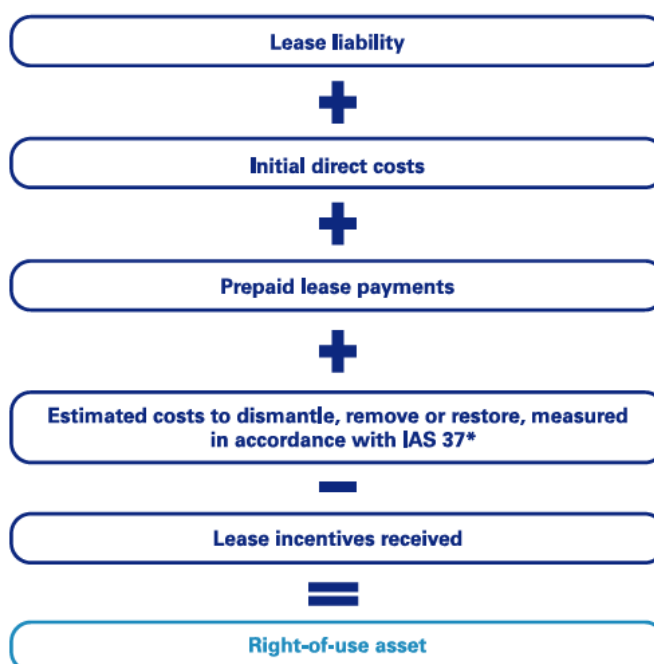 Lease liability
+
Initial direct costs
+
Prepaid lease payments
+
Estimated costs to dismantle, remove or restore, measured
in accordance with IAS 37*
−
Lease incentives received
=
Right-of-use asset